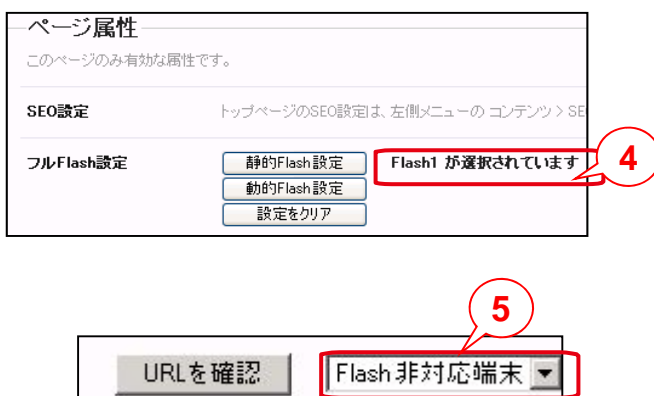 ページ属性
このページのみ有効な属性です。
SEO設定 トップページのSEO設定は、左側メニューの コンテンツ > SE
フルFlash設定 静的Flash設定 Flash1 が選択されています 4
動的Flash設定
設定をクリア
5
URLを確認 Flash非対応端末